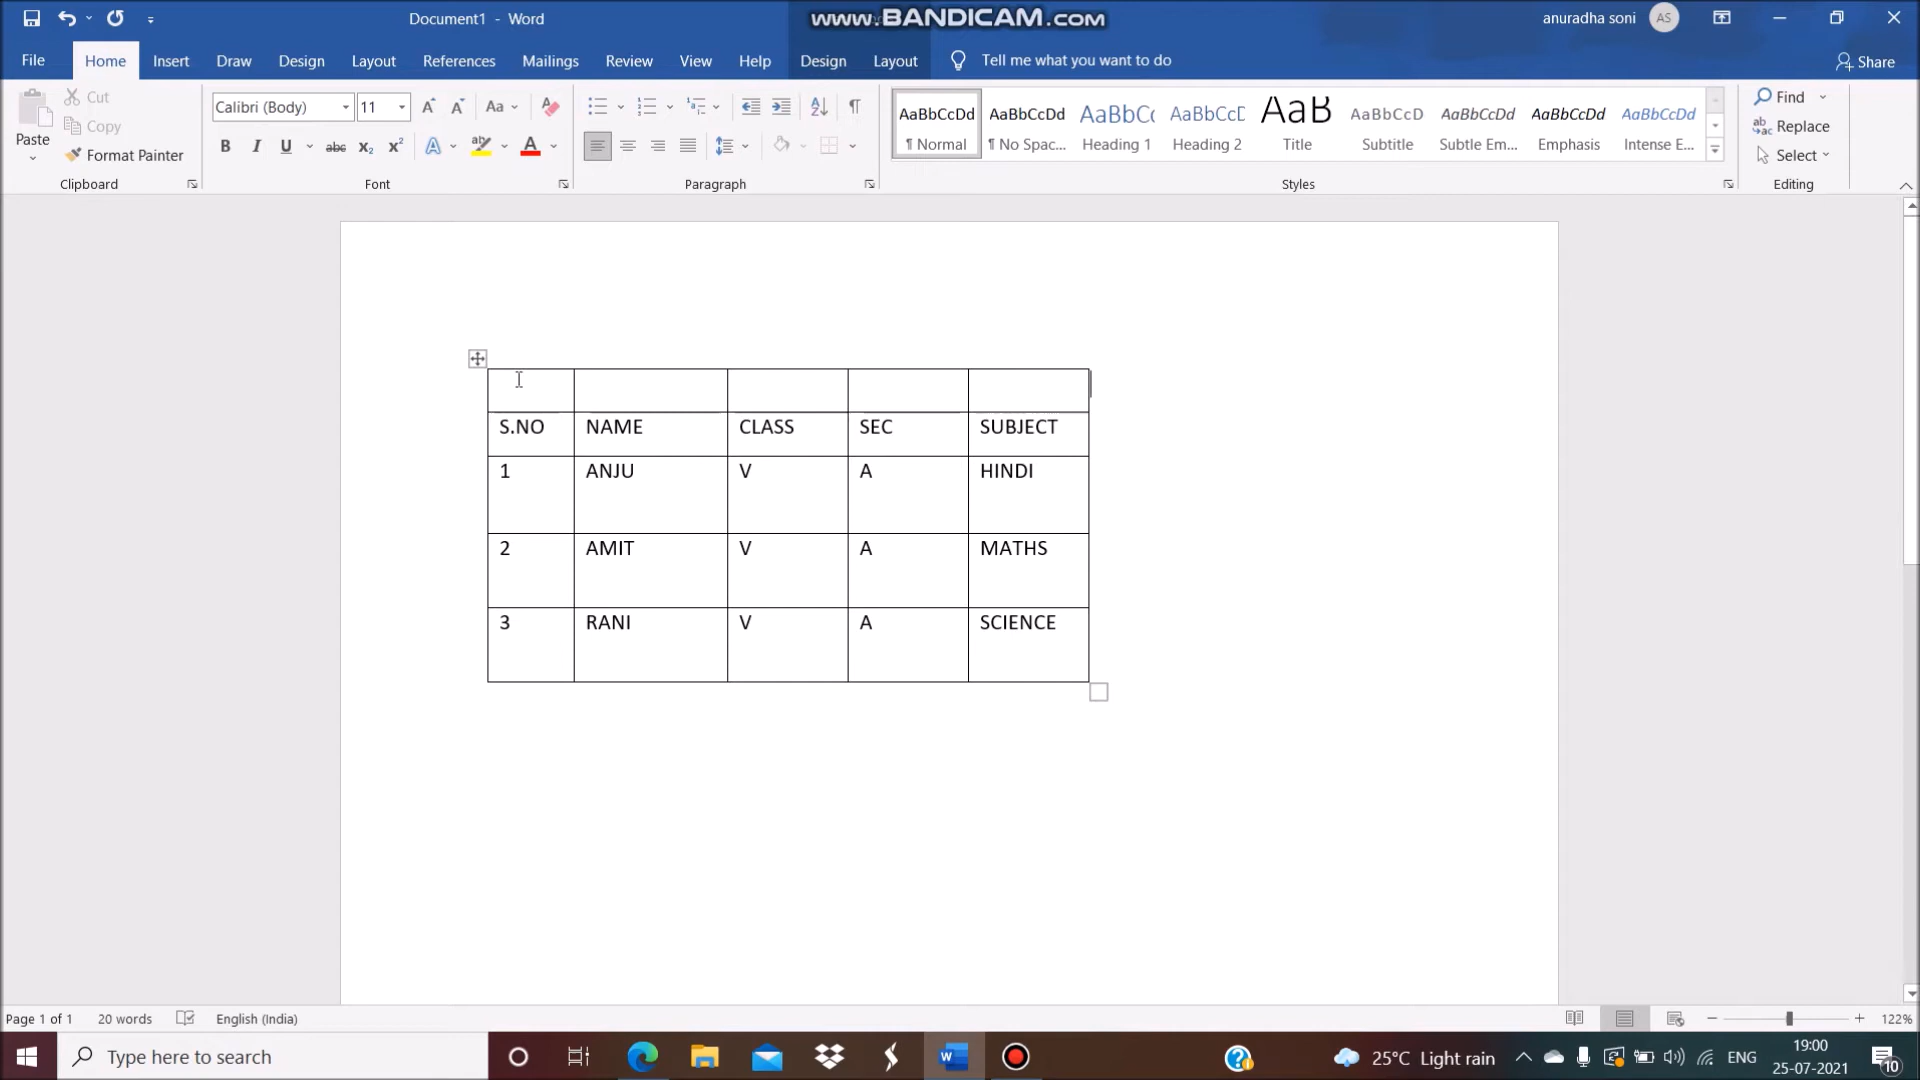 Document1 - Word
www.BANDICAM.com
anuradha soni
AS
File
Home
Insert
Draw
Design
Layout
References
Mailings
Review
View
Help
Design
Layout
Tell me what you want to do
Share
Paste
Cut
Copy
Format Painter
Clipboard
Calibri (Body)
11
Aa
B I U abc x₂ x² A A
Font
Paragraph
AaBbCcDd
¶ Normal
AaBbCcDd
¶ No Spac...
AaBbCc
Heading 1
AaBbCcC
Heading 2
AaB
Title
AaBbCcD
Subtitle
AaBbCcDd
Subtle Em...
AaBbCcDd
Emphasis
AaBbCcDd
Intense E...
Styles
Find
Replace
Select
Editing
S.NO NAME CLASS SEC SUBJECT
1 ANJU V A HINDI
2 AMIT V A MATHS
3 RANI V A SCIENCE
Page 1 of 1
20 words
English (India)
122%
Type here to search
25°C Light rain
ENG
19:00
25-07-2021
10